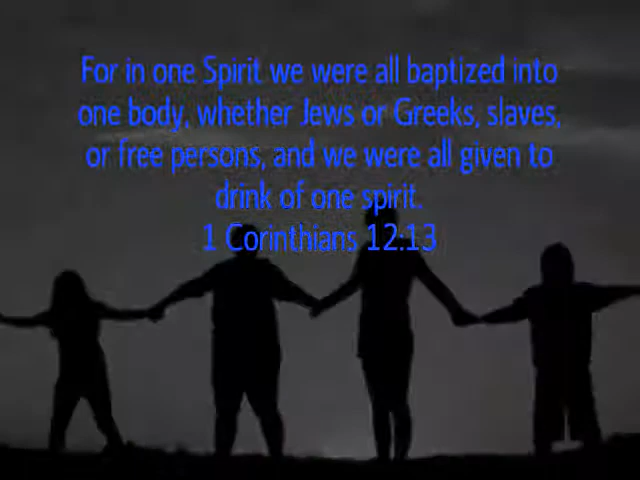 For in one Spirit we were all baptized into
one body, whether Jews or Greeks, slaves,
or free persons, and we were all given to
drink of one spirit.
1 Corinthians 12:13